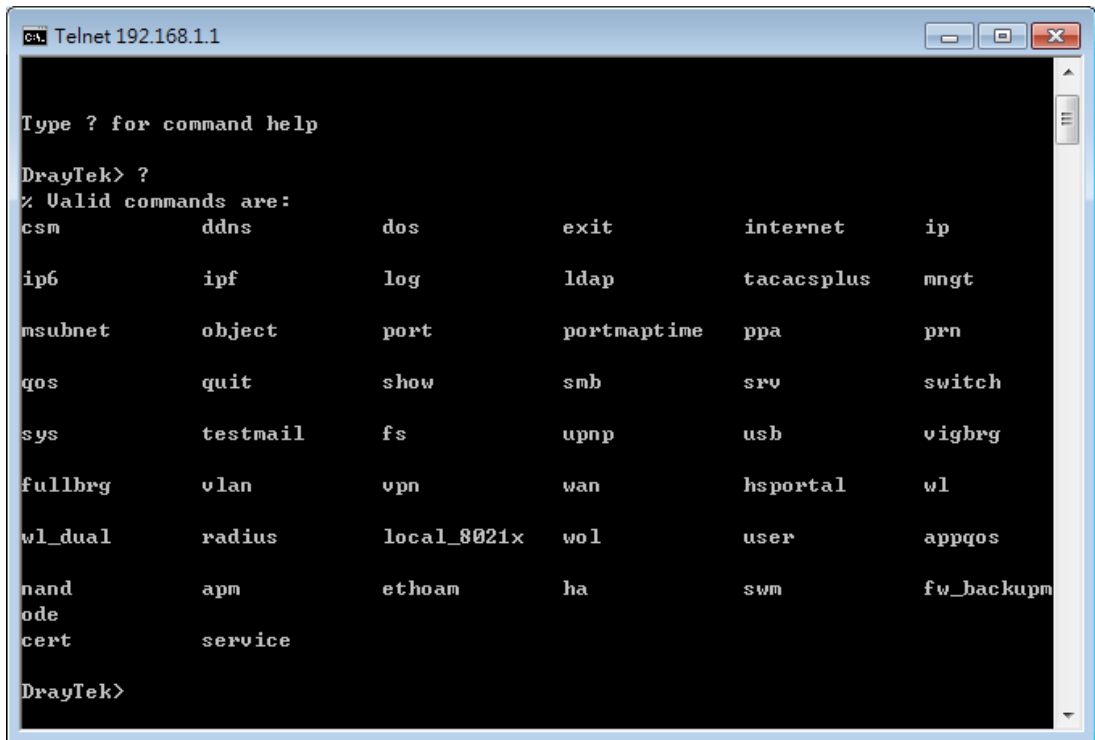 Telnet 192.168.1.1
Type ? for command help
DrayTek> ?
% Valid commands are:
csm ddns dos exit internet ip
ip6 ipf log ldap tacacsplus mngt
msubnet object port portmaptime ppa prn
qos quit show smb srv switch
sys testmail fs upnp usb vigbrg
fullbrg vlan vpn wan hsportal wl
wl_dual radius local_8021x wol user appqos
nand apm ethoam ha swm fw_backupm
ode
cert service
DrayTek>